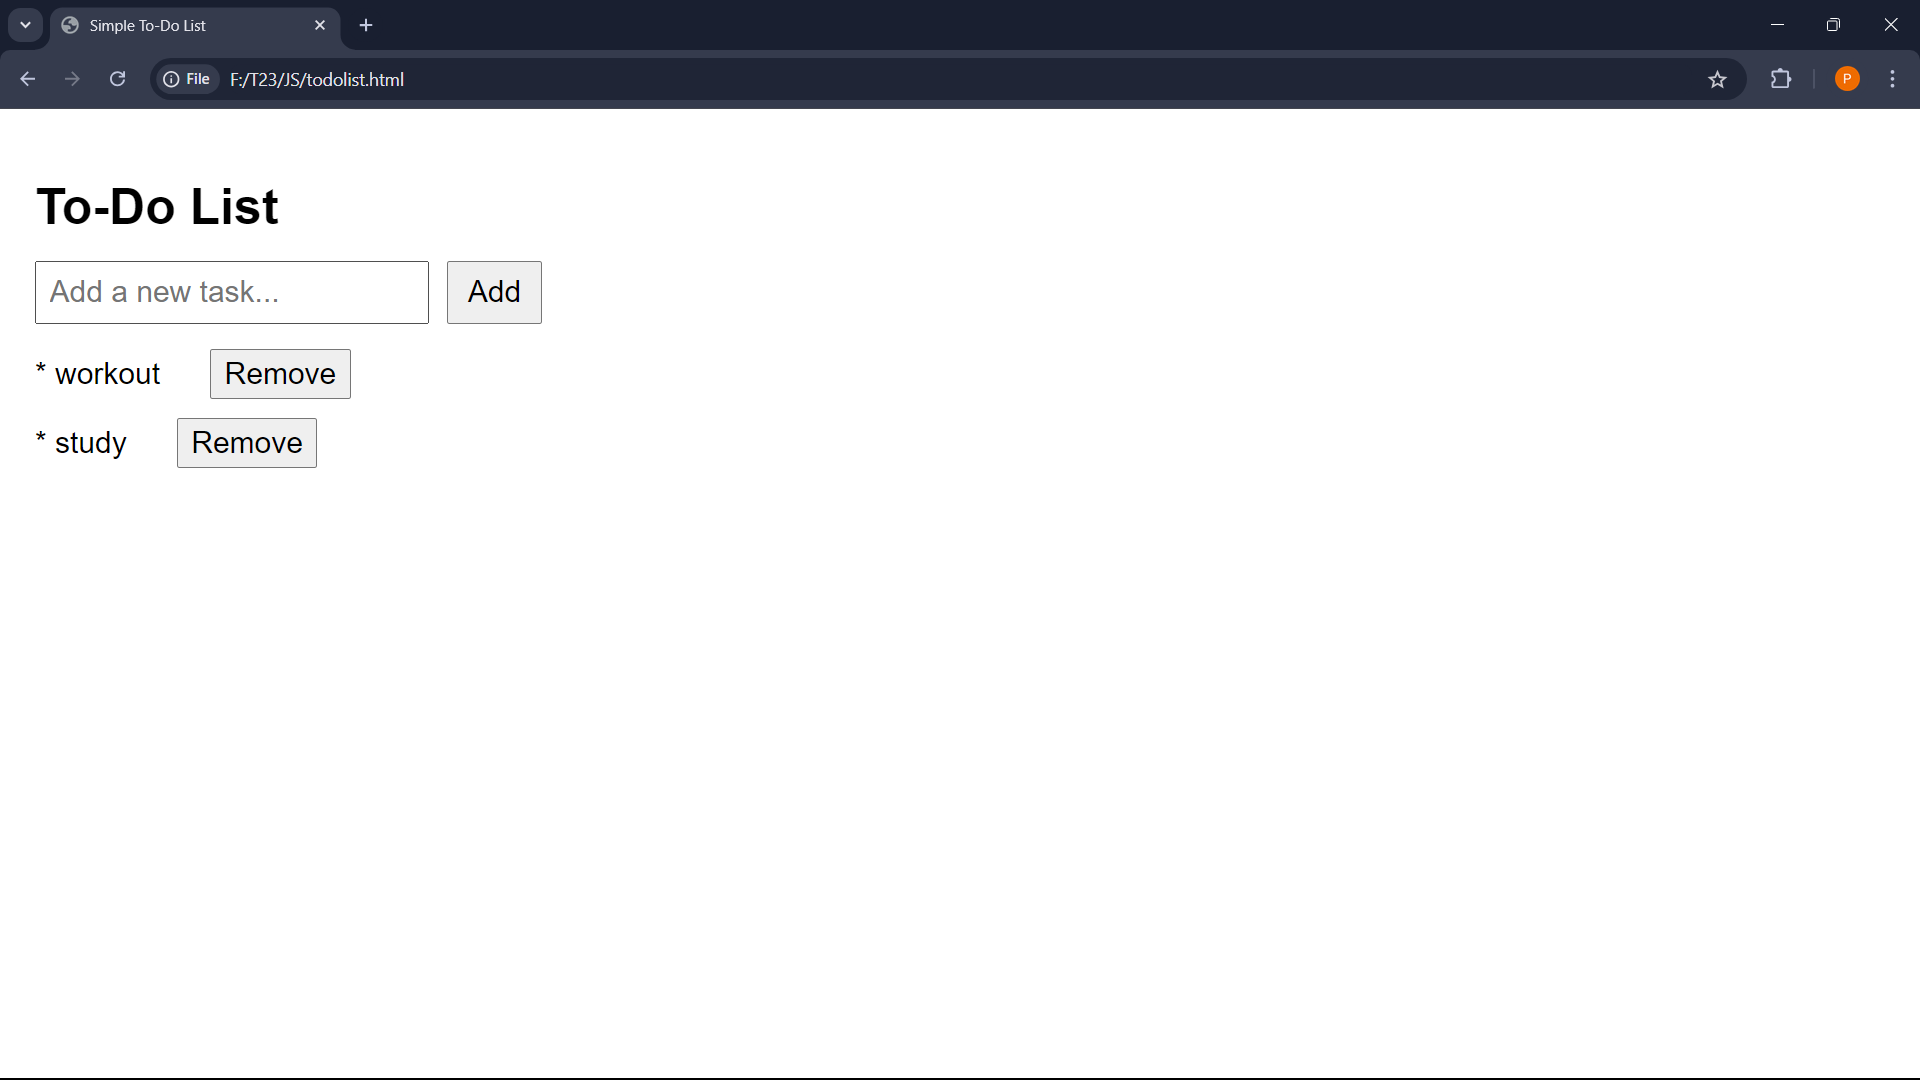 Simple To-Do List
File F:/T23/JS/todolist.html
P
To-Do List
Add a new task... Add
* workout Remove
* study Remove